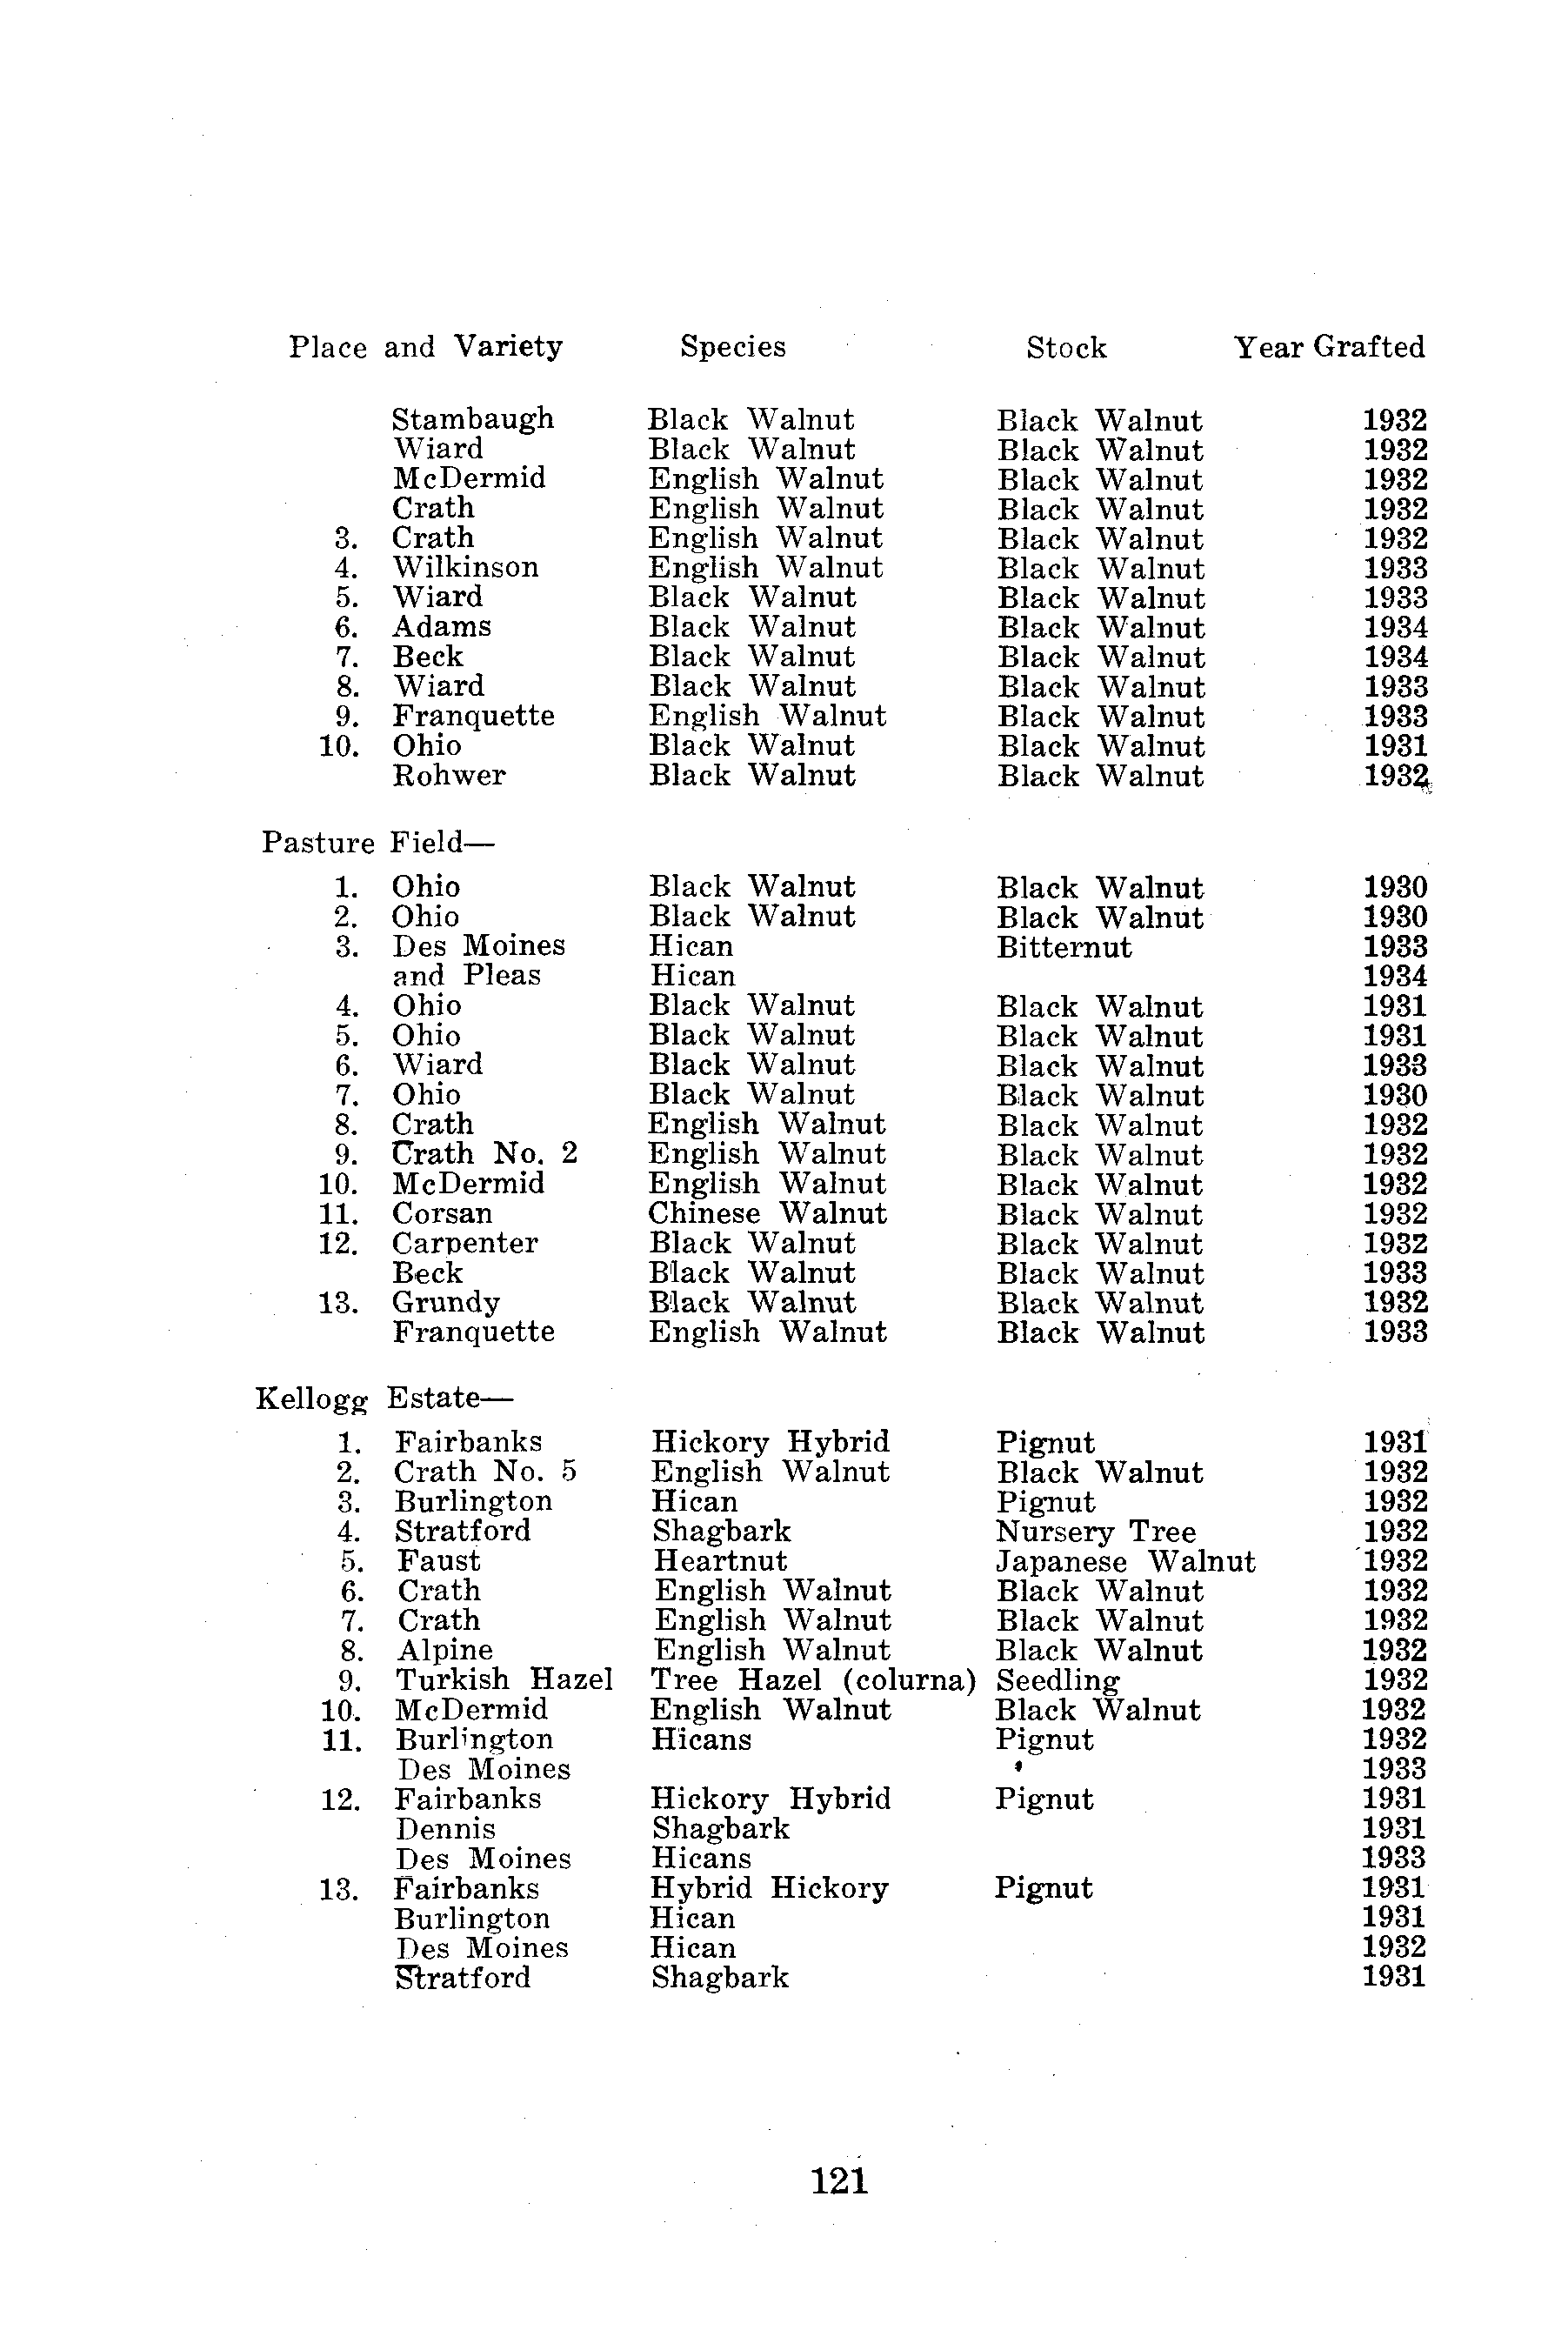 Place and Variety Species Stock Year Grafted
Stambaugh Black Walnut Black Walnut 1932
Wiard Black Walnut Black Walnut 1932
McDermid English Walnut Black Walnut 1932
Crath English Walnut Black Walnut 1932
3. Crath English Walnut Black Walnut 1932
4. Wilkinson English Walnut Black Walnut 1933
5. Wiard Black Walnut Black Walnut 1933
6. Adams Black Walnut Black Walnut 1934
7. Beck Black Walnut Black Walnut 1934
8. Wiard Black Walnut Black Walnut 1933
9. Franquette English Walnut Black Walnut 1933
10. Ohio Black Walnut Black Walnut 1931
Rohwer Black Walnut Black Walnut 1932
Pasture Field—
1. Ohio Black Walnut Black Walnut 1930
2. Ohio Black Walnut Black Walnut 1930
3. Des Moines Hican Bitternut 1933
and Pleas Hican 1934
4. Ohio Black Walnut Black Walnut 1931
5. Ohio Black Walnut Black Walnut 1931
6. Wiard Black Walnut Black Walnut 1933
7. Ohio Black Walnut Black Walnut 1930
8. Crath English Walnut Black Walnut 1932
9. Crath No. 2 English Walnut Black Walnut 1932
10. McDermid English Walnut Black Walnut 1932
11. Corsan Chinese Walnut Black Walnut 1932
12. Carpenter Black Walnut Black Walnut 1932
Beck Black Walnut Black Walnut 1933
13. Grundy Black Walnut Black Walnut 1932
Franquette English Walnut Black Walnut 1933
Kellogg Estate—
1. Fairbanks Hickory Hybrid Pignut 1931
2. Crath No. 5 English Walnut Black Walnut 1932
3. Burlington Hican Pignut 1932
4. Stratford Shagbark Nursery Tree 1932
5. Faust Heartnut Japanese Walnut 1932
6. Crath English Walnut Black Walnut 1932
7. Crath English Walnut Black Walnut 1932
8. Alpine English Walnut Black Walnut 1932
9. Turkish Hazel Tree Hazel (colurna) Seedling 1932
10. McDermid English Walnut Black Walnut 1932
11. Burlington Hicans Pignut 1932
Des Moines 1933
12. Fairbanks Hickory Hybrid Pignut 1931
Dennis Shagbark 1931
Des Moines Hicans 1933
13. Fairbanks Hybrid Hickory Pignut 1931
Burlington Hican 1931
Des Moines Hican 1932
Stratford Shagbark 1931
121